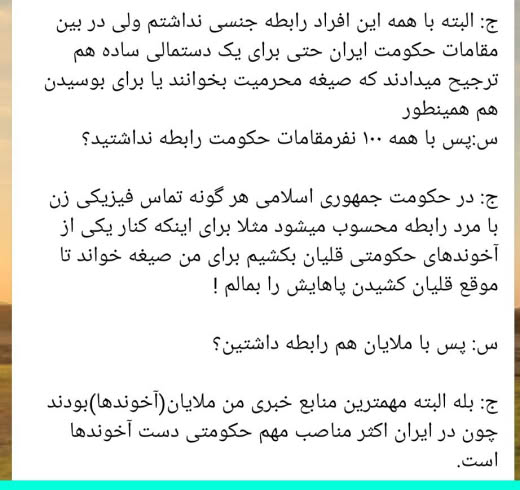 ج: البته با همه این افراد رابطه جنسی نداشتم ولی در بین
مقامات حکومت ایران حتی برای یک دستمالی ساده هم
ترجیح میدادند که صیغه محرمیت بخوانند یا برای بوسیدن
هم همینطور
س:پس با همه ۱۰۰ نفرمقامات حکومت رابطه نداشتید؟
ج: در حکومت جمهوری اسلامی هر گونه تماس فیزیکی زن
با مرد رابطه محسوب میشود مثلا برای اینکه کنار یکی از
آخوندهای حکومتی قلیان بکشیم برای من صیغه خواند تا
موقع قلیان کشیدن پاهایش را بمالم !
س: پس با ملایان هم رابطه داشتین؟
ج: بله البته مهمترین منابع خبری من ملایان(آخوندها)بودند
چون در ایران اکثر مناصب مهم حکومتی دست آخوندها
است.